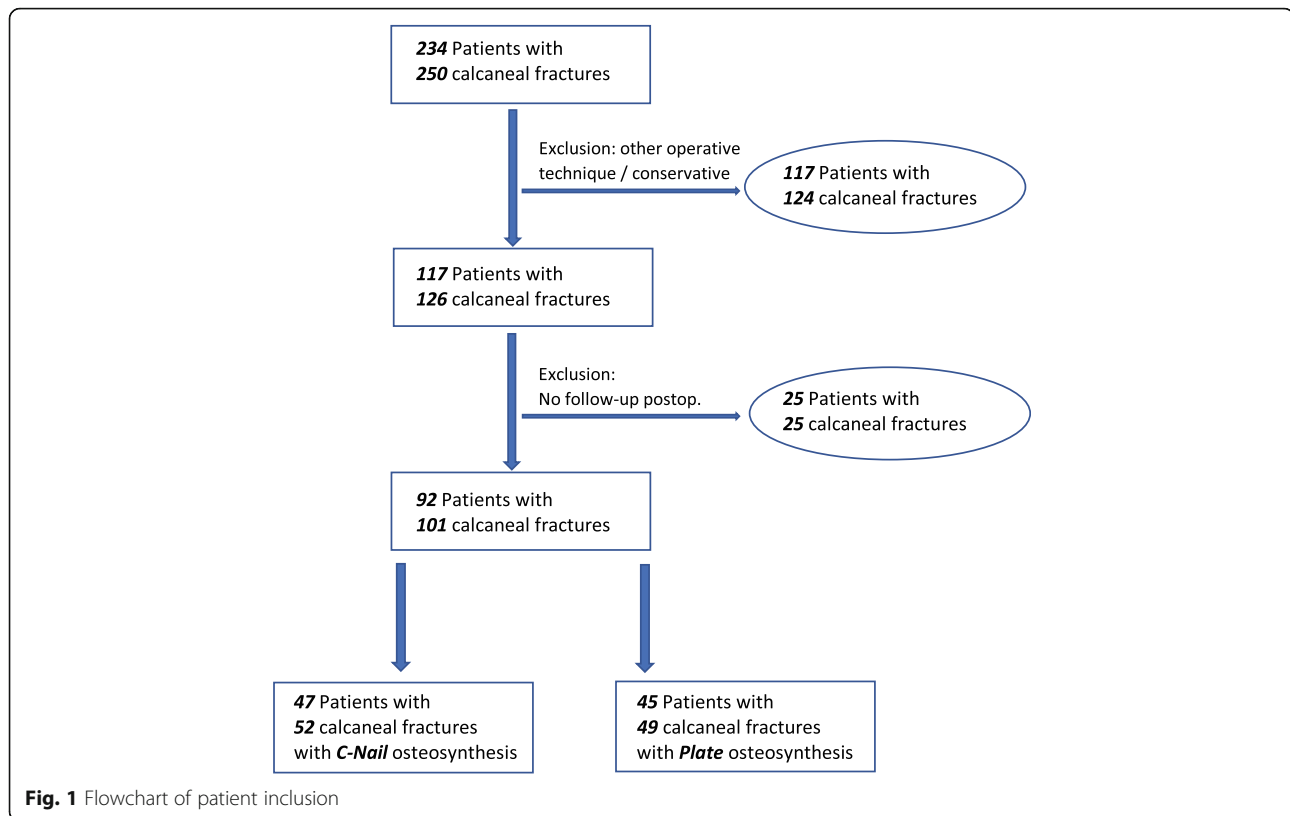 234 Patients with
250 calcaneal fractures
Exclusion: other operative
technique / conservative
117 Patients with
124 calcaneal fractures
117 Patients with
126 calcaneal fractures
Exclusion:
No follow-up postop.
25 Patients with
25 calcaneal fractures
92 Patients with
101 calcaneal fractures
47 Patients with
52 calcaneal fractures
with C-Nail osteosynthesis
45 Patients with
49 calcaneal fractures
with Plate osteosynthesis
Fig. 1 Flowchart of patient inclusion